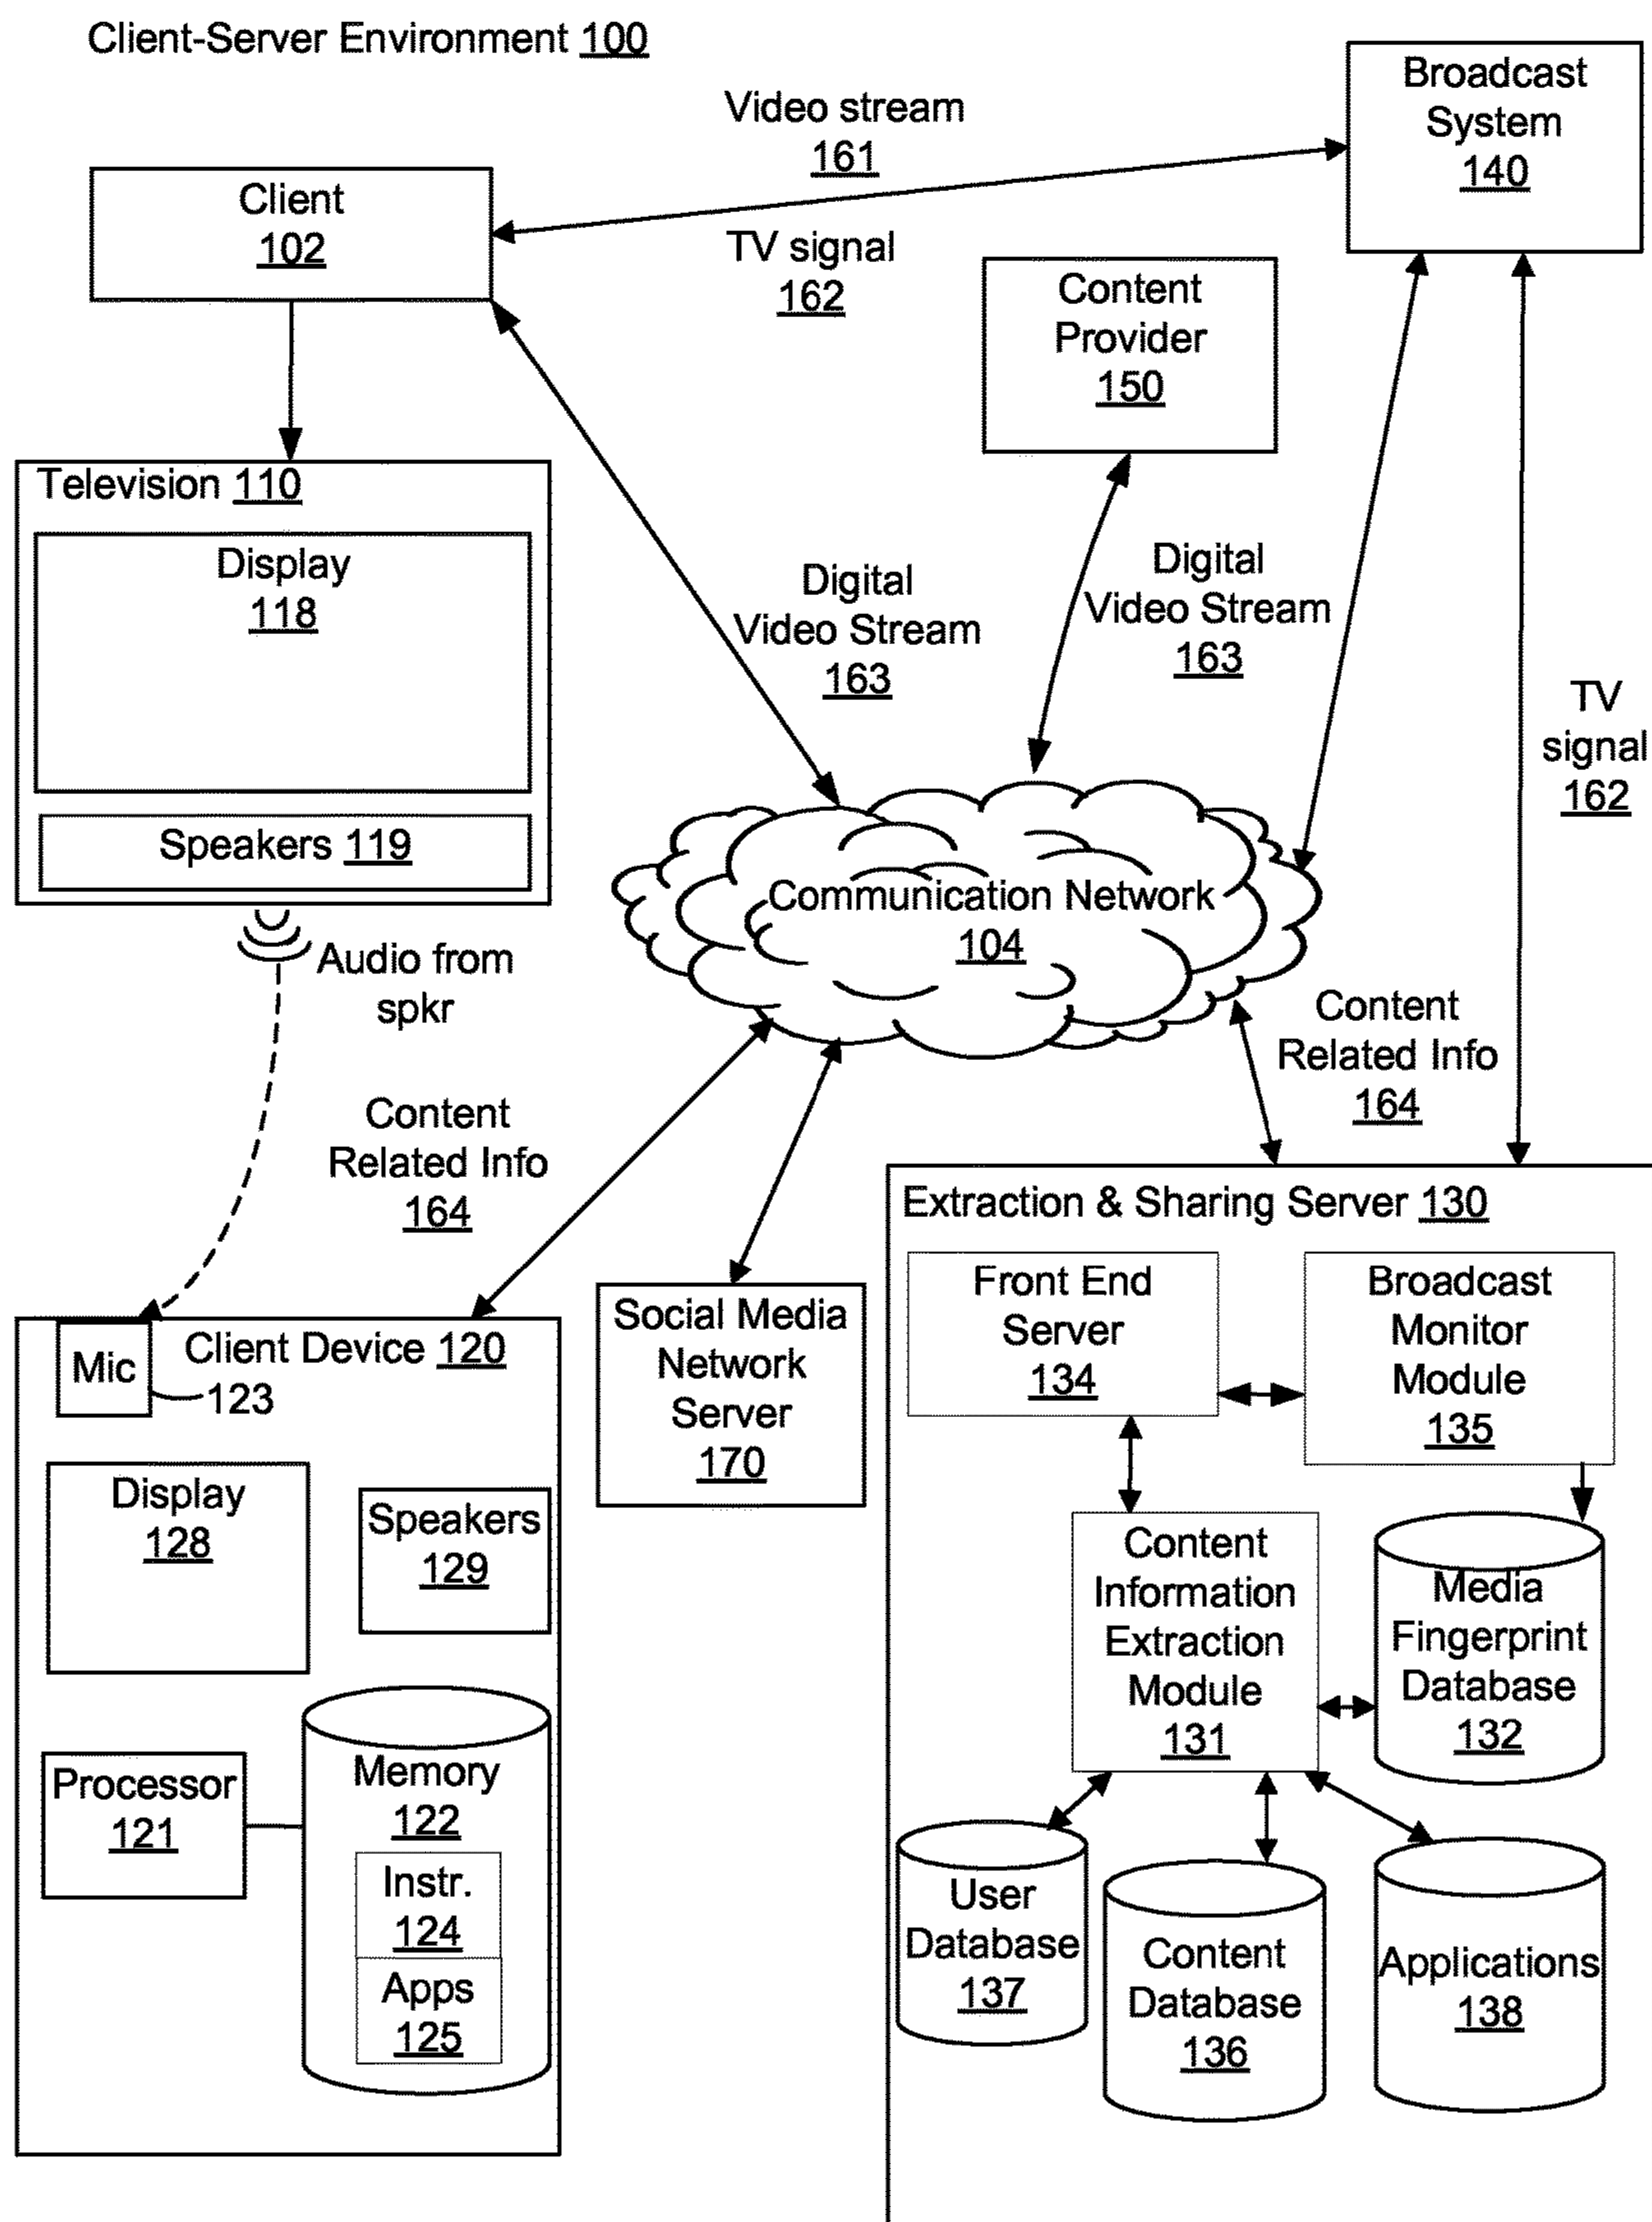 Client-Server Environment 100
Broadcast
System
140
Video stream
161
TV signal
162
Client
102
Content
Provider
150
Television 110
Display
118
Speakers 119
Digital
Video Stream
163
Digital
Video Stream
163
TV
signal
162
Communication Network
104
Audio from
spkr
Content
Related Info
164
Content
Related Info
164
Client Device 120
Mic
123
Display
128
Speakers
129
Processor
121
Memory
122
Instr.
124
Apps
125
Social Media
Network
Server
170
Extraction & Sharing Server 130
Front End
Server
134
Broadcast
Monitor
Module
135
Content
Information
Extraction
Module
131
Media
Fingerprint
Database
132
User
Database
137
Content
Database
136
Applications
138